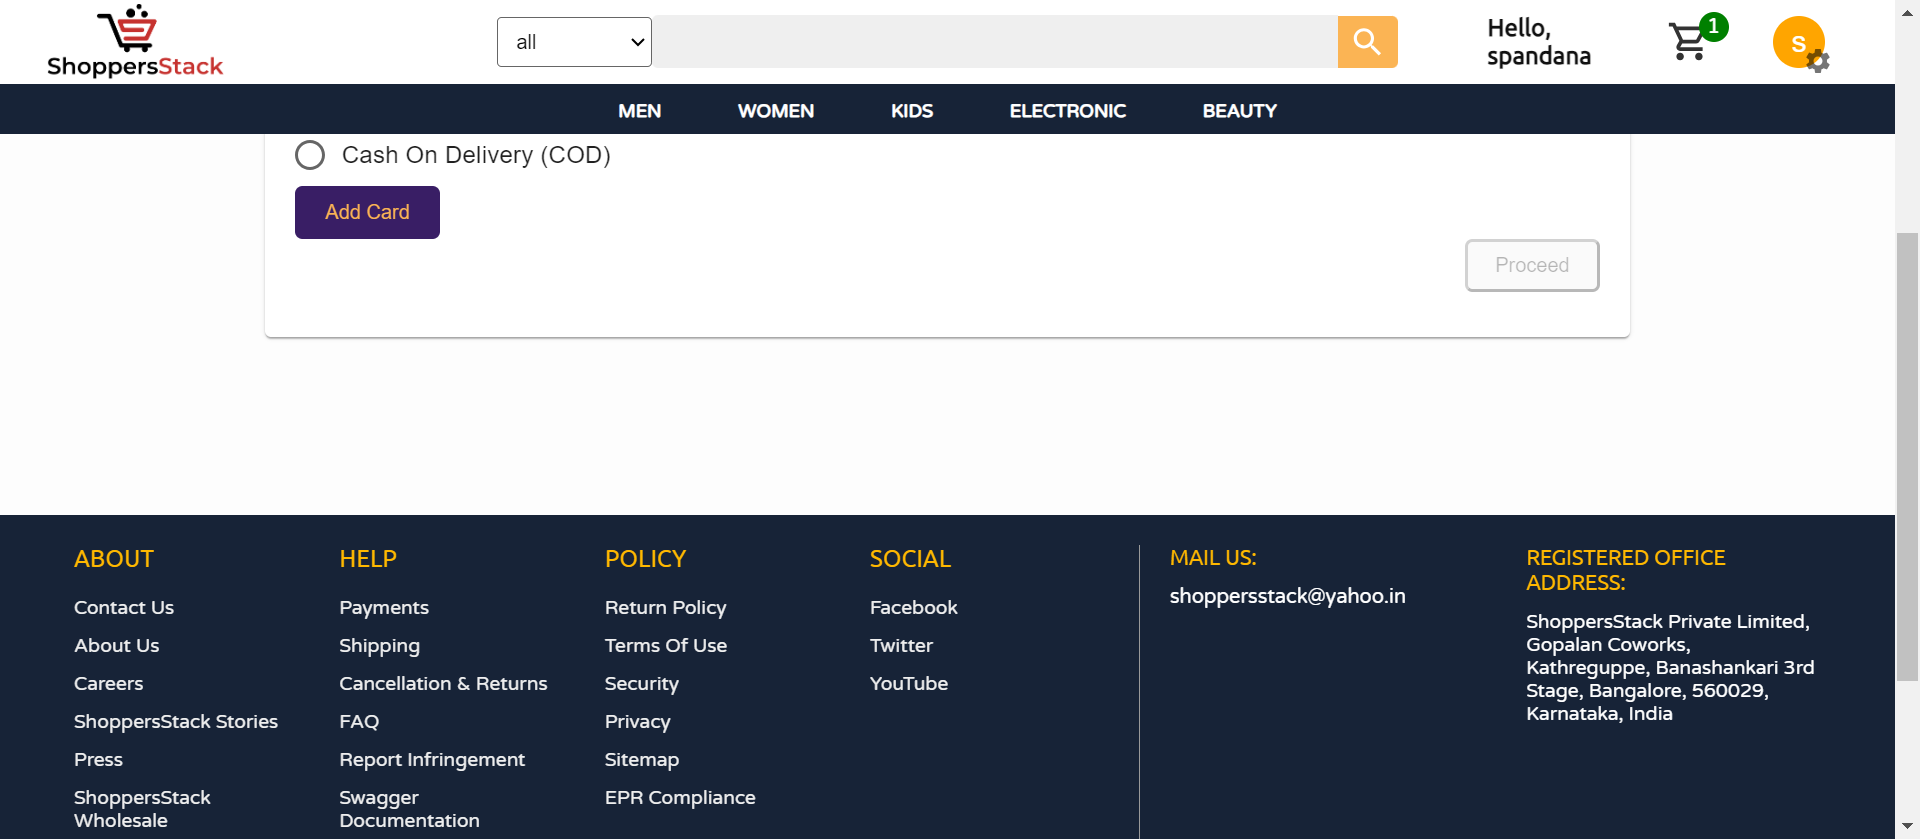 ShoppersStack
all
Hello,
spandana
1
S
MEN
WOMEN
KIDS
ELECTRONIC
BEAUTY
Cash On Delivery (COD)
Add Card
Proceed
ABOUT
Contact Us
About Us
Careers
ShoppersStack Stories
Press
ShoppersStack
Wholesale
HELP
Payments
Shipping
Cancellation & Returns
FAQ
Report Infringement
Swagger
Documentation
POLICY
Return Policy
Terms Of Use
Security
Privacy
Sitemap
EPR Compliance
SOCIAL
Facebook
Twitter
YouTube
MAIL US:
shoppersstack@yahoo.in
REGISTERED OFFICE
ADDRESS:
ShoppersStack Private Limited,
Gopalan Coworks,
Kathreguppe, Banashankari 3rd
Stage, Bangalore, 560029,
Karnataka, India